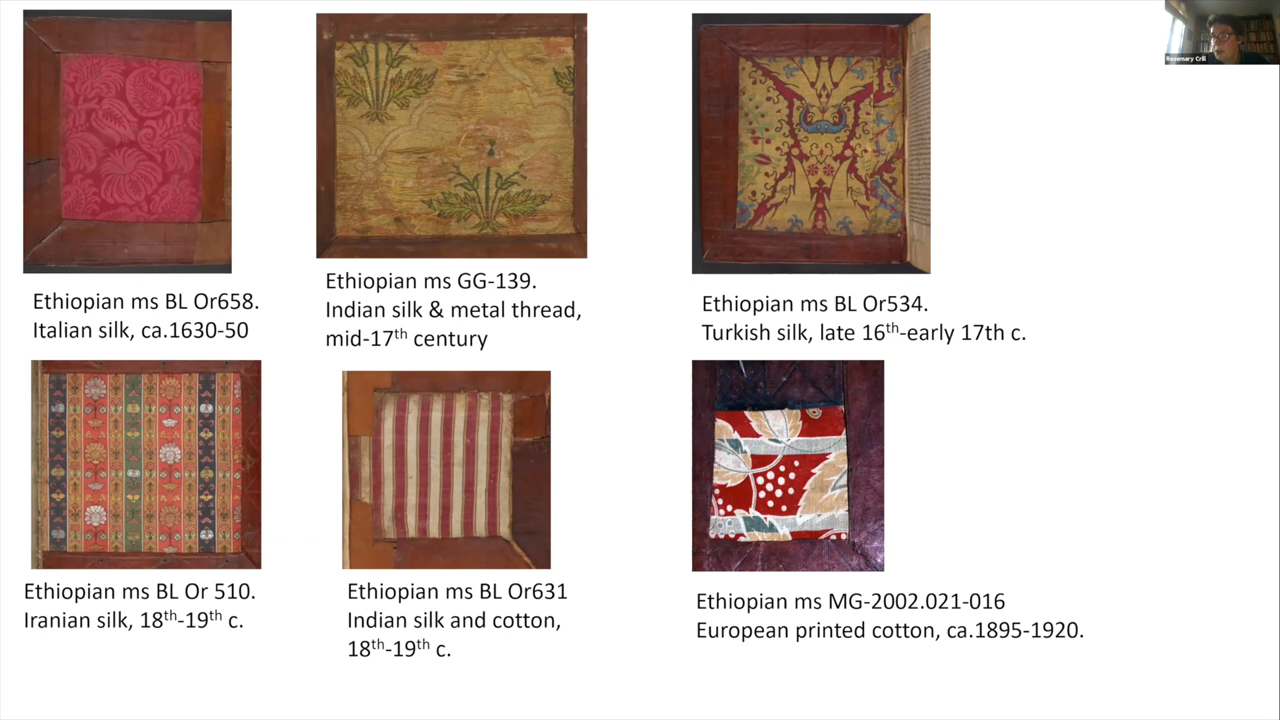 Rosemary Crill
Ethiopian ms BL Or658.
Italian silk, ca.1630-50
Ethiopian ms GG-139.
Indian silk & metal thread,
mid-17th century
Ethiopian ms BL Or534.
Turkish silk, late 16th-early 17th c.
Ethiopian ms BL Or 510.
Iranian silk, 18th-19th c.
Ethiopian ms BL Or631
Indian silk and cotton,
18th-19th c.
Ethiopian ms MG-2002.021-016
European printed cotton, ca.1895-1920.